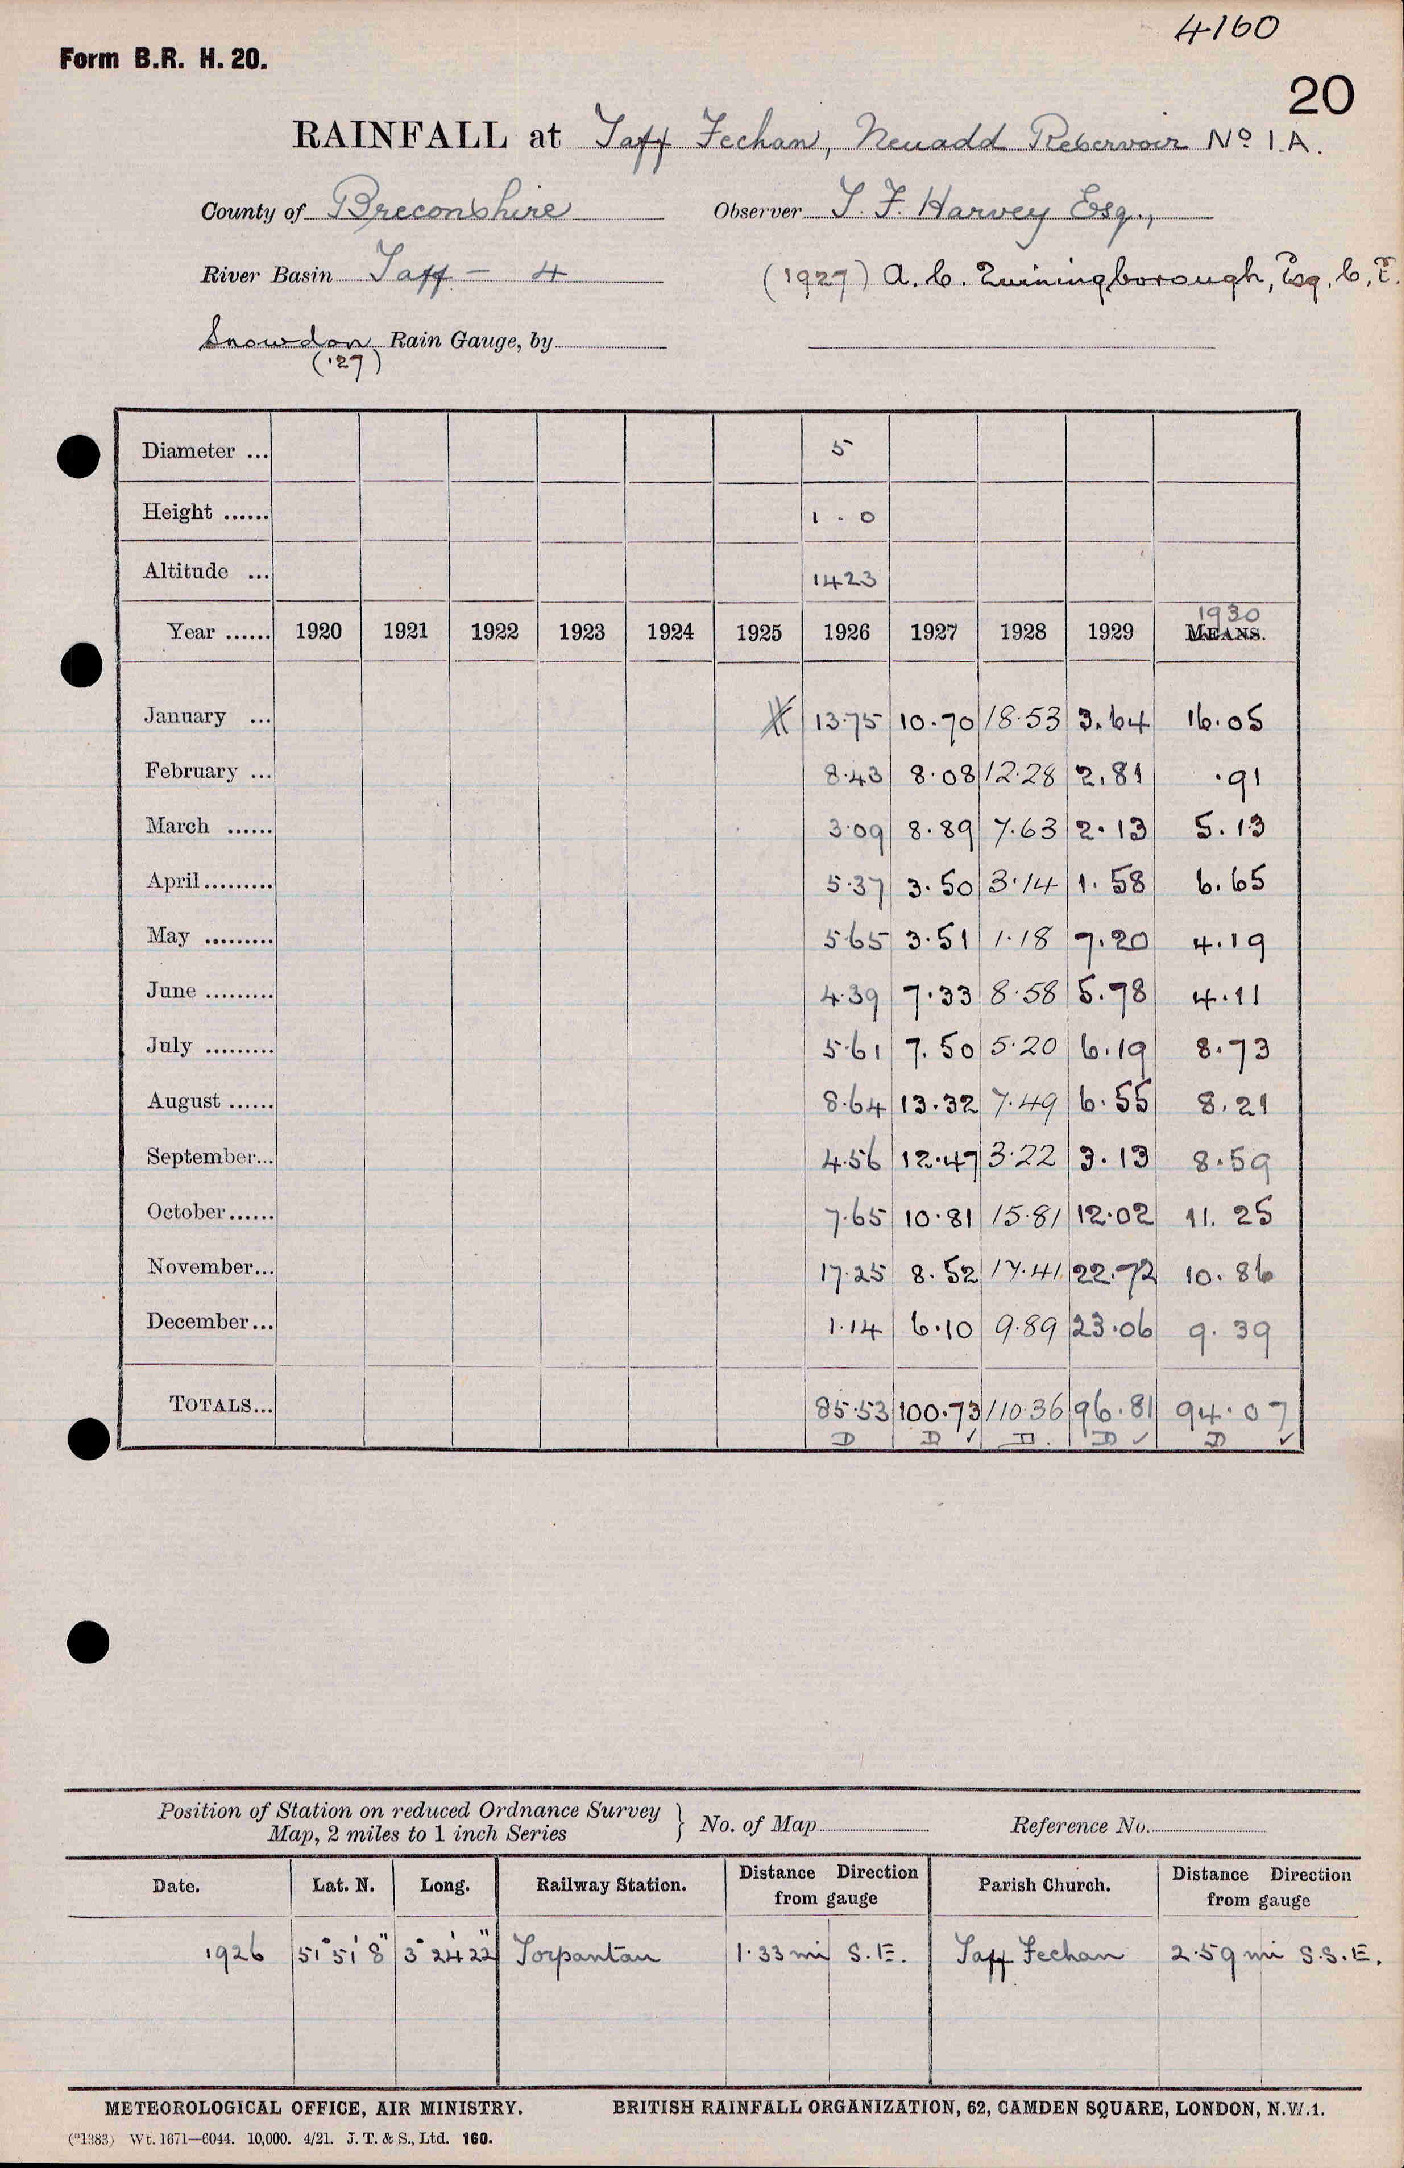 4160
Form B.R. H. 20.
20
RAINFALL at Taff Fechan, Neuadd Reservoir No 1.A.
County of Breconshire Observer T. F. Harvey Esq.,
River Basin Taff — 4 (1927) A. C. Twiningborough, Esq, C, E.
Snowdon Rain Gauge, by
('27)
Diameter ... 5
Height ...... 1 . 0
Altitude ... 1423
1930
Year ...... 1920 1921 1922 1923 1924 1925 1926 1927 1928 1929 MEANS.
January ... 13.75 10.70 18.53 3.64 16.05
February ... 8.43 8.08 12.28 2.81 .91
March ...... 3.09 8.89 7.63 2.13 5.13
April......... 5.37 3.50 3.14 1.58 6.65
May ......... 5.65 3.51 1.18 7.20 4.19
June ......... 4.39 7.33 8.58 5.78 4.11
July ......... 5.61 7.50 5.20 6.19 8.73
August ...... 8.64 13.32 7.49 6.55 8.21
September... 4.56 12.47 3.22 3.13 8.59
October...... 7.65 10.81 15.81 12.02 11.25
November... 17.25 8.52 17.41 22.72 10.86
December... 1.14 6.10 9.89 23.06 9.39
TOTALS... 85.53 100.73 110.36 96.81 94.07
D D ✓ D. D ✓ D ✓
Position of Station on reduced Ordnance Survey
Map, 2 miles to 1 inch Series } No. of Map Reference No.
Date. Lat. N. Long. Railway Station. Distance Direction from gauge Parish Church. Distance Direction from gauge
1926 51° 51' 8" 3° 24' 22" Torpantau 1.33 mi S.E. Taff Fechan 2.59 mi S.S.E.
METEOROLOGICAL OFFICE, AIR MINISTRY. BRITISH RAINFALL ORGANIZATION, 62, CAMDEN SQUARE, LONDON, N.W.1.
(*1383) Wt. 1671—6044. 10,000. 4/21. J. T. & S., Ltd. 160.